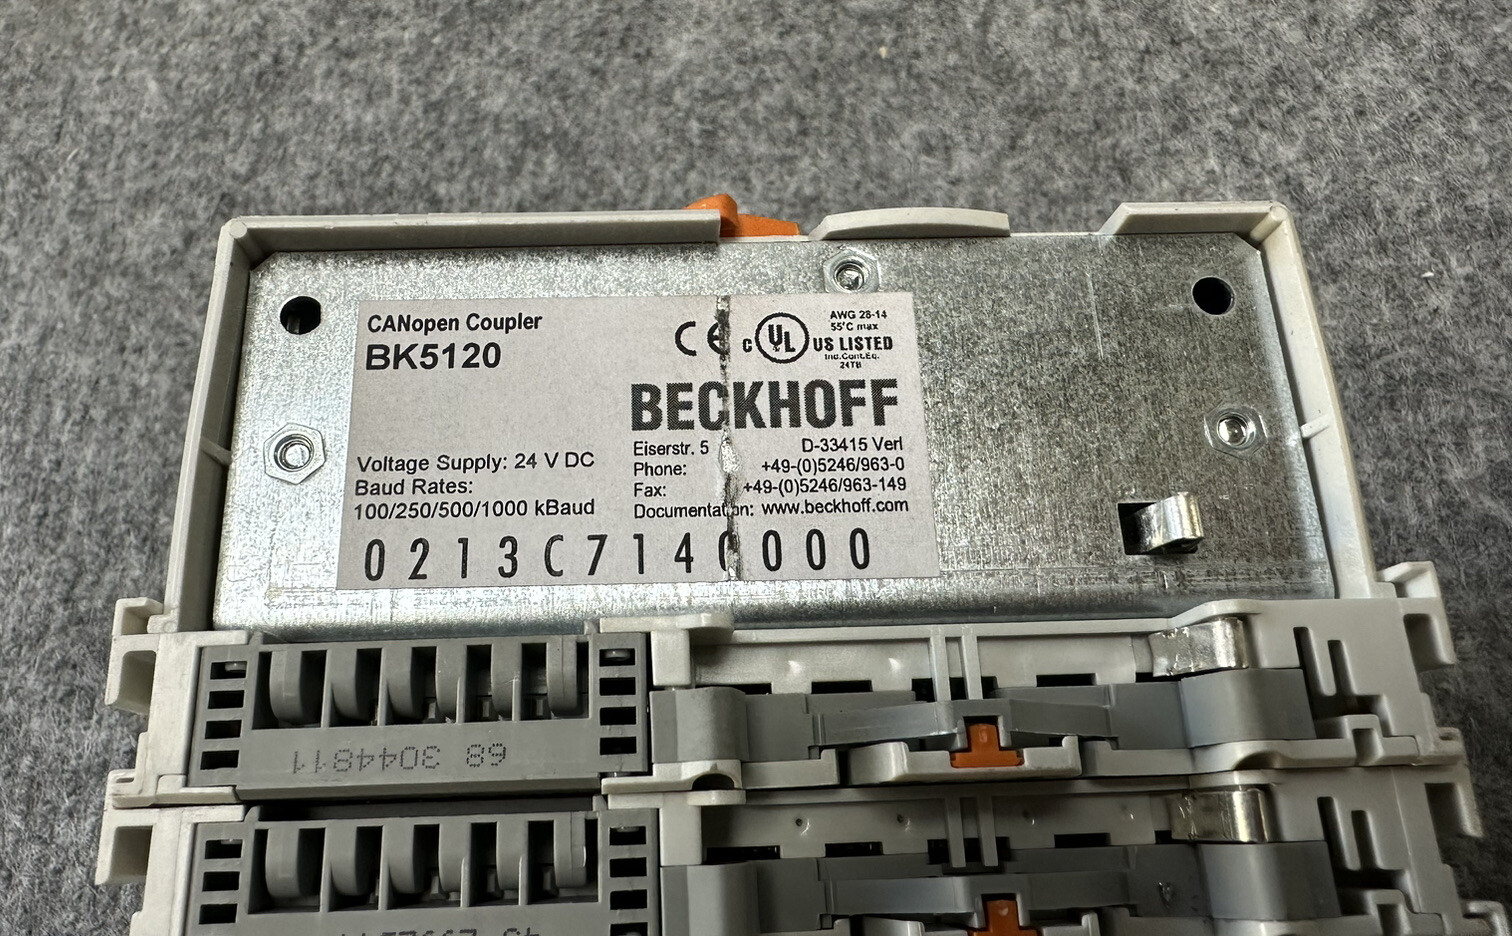 CANopen Coupler
BK5120
CE
C UL US LISTED
AWG 28-14
55°C max
Ind.Cont.Eq.
24TB
BECKHOFF
Eiserstr. 5 D-33415 Verl
Phone: +49-(0)5246/963-0
Fax: +49-(0)5246/963-149
Documentation: www.beckhoff.com
Voltage Supply: 24 V DC
Baud Rates:
100/250/500/1000 kBaud
0213C7140000
68 3044811